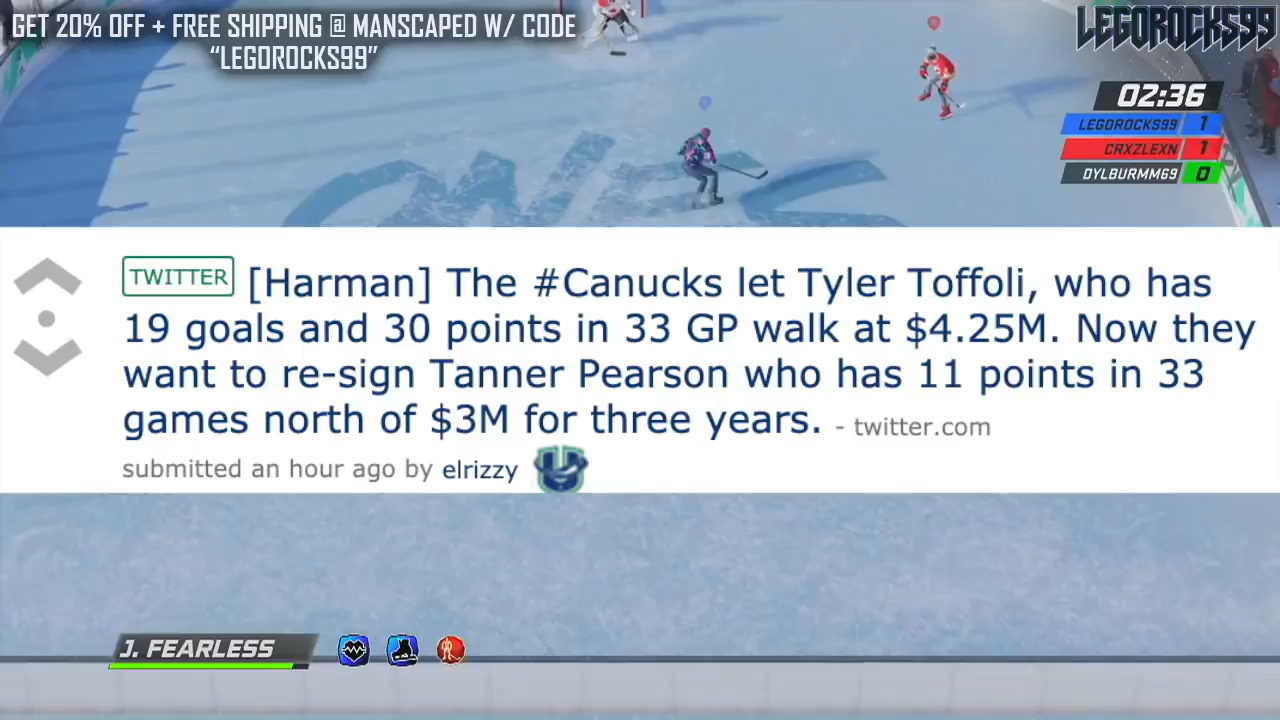 GET 20% OFF + FREE SHIPPING @ MANSCAPED W/ CODE
"LEGOROCKS99"
LEGOROCKS99
02:36
LEGOROCKS99 1
CRXZLEXN 1
DYLBURMM69 0
TWITTER [Harman] The #Canucks let Tyler Toffoli, who has
19 goals and 30 points in 33 GP walk at $4.25M. Now they
want to re-sign Tanner Pearson who has 11 points in 33
games north of $3M for three years. - twitter.com
submitted an hour ago by elrizzy
J. FEARLESS